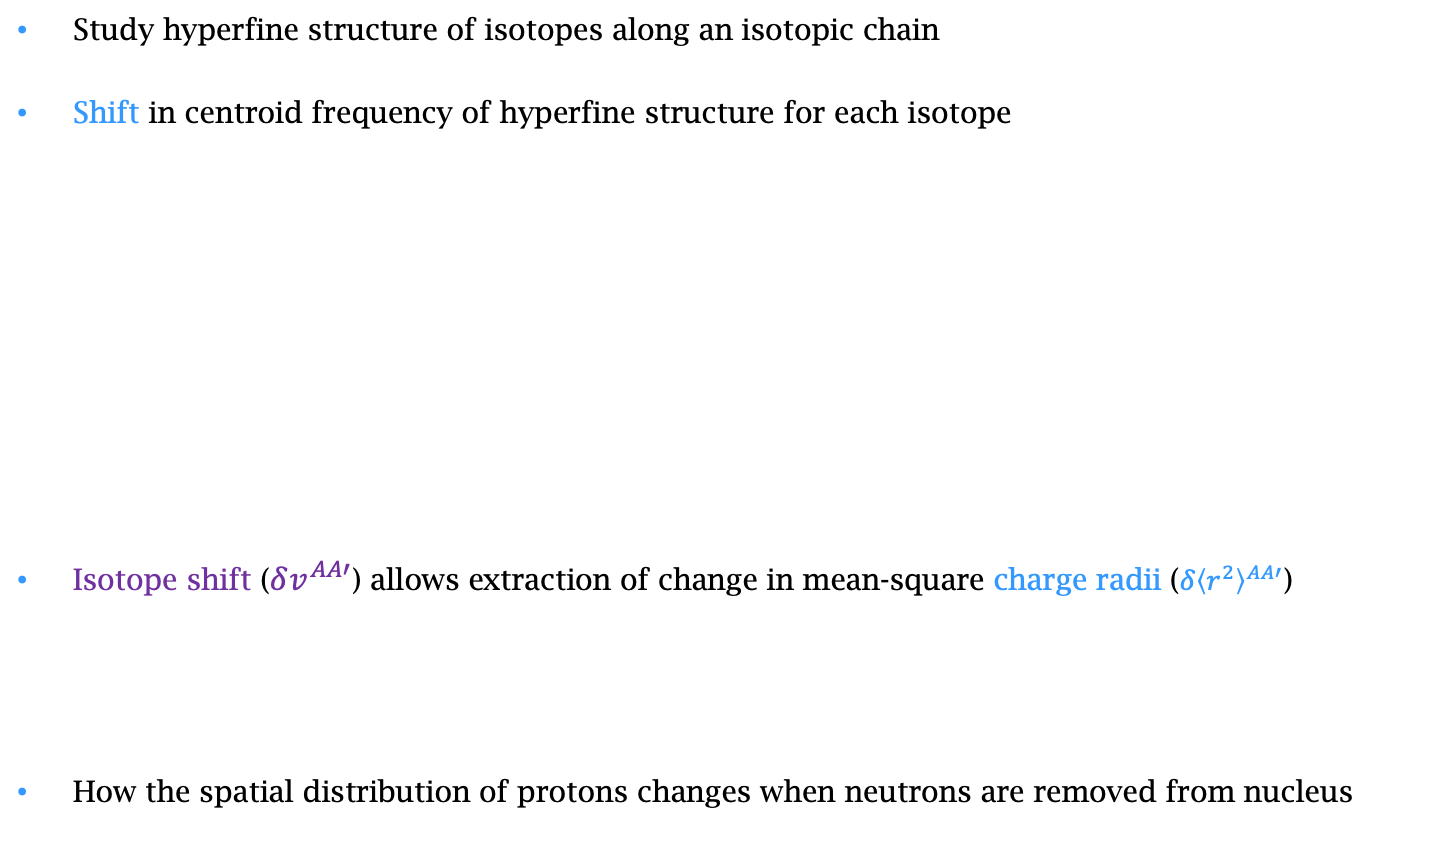 • Study hyperfine structure of isotopes along an isotopic chain
• Shift in centroid frequency of hyperfine structure for each isotope
• Isotope shift (δν^{AA′}) allows extraction of change in mean-square charge radii (δ⟨r²⟩^{AA′})
• How the spatial distribution of protons changes when neutrons are removed from nucleus